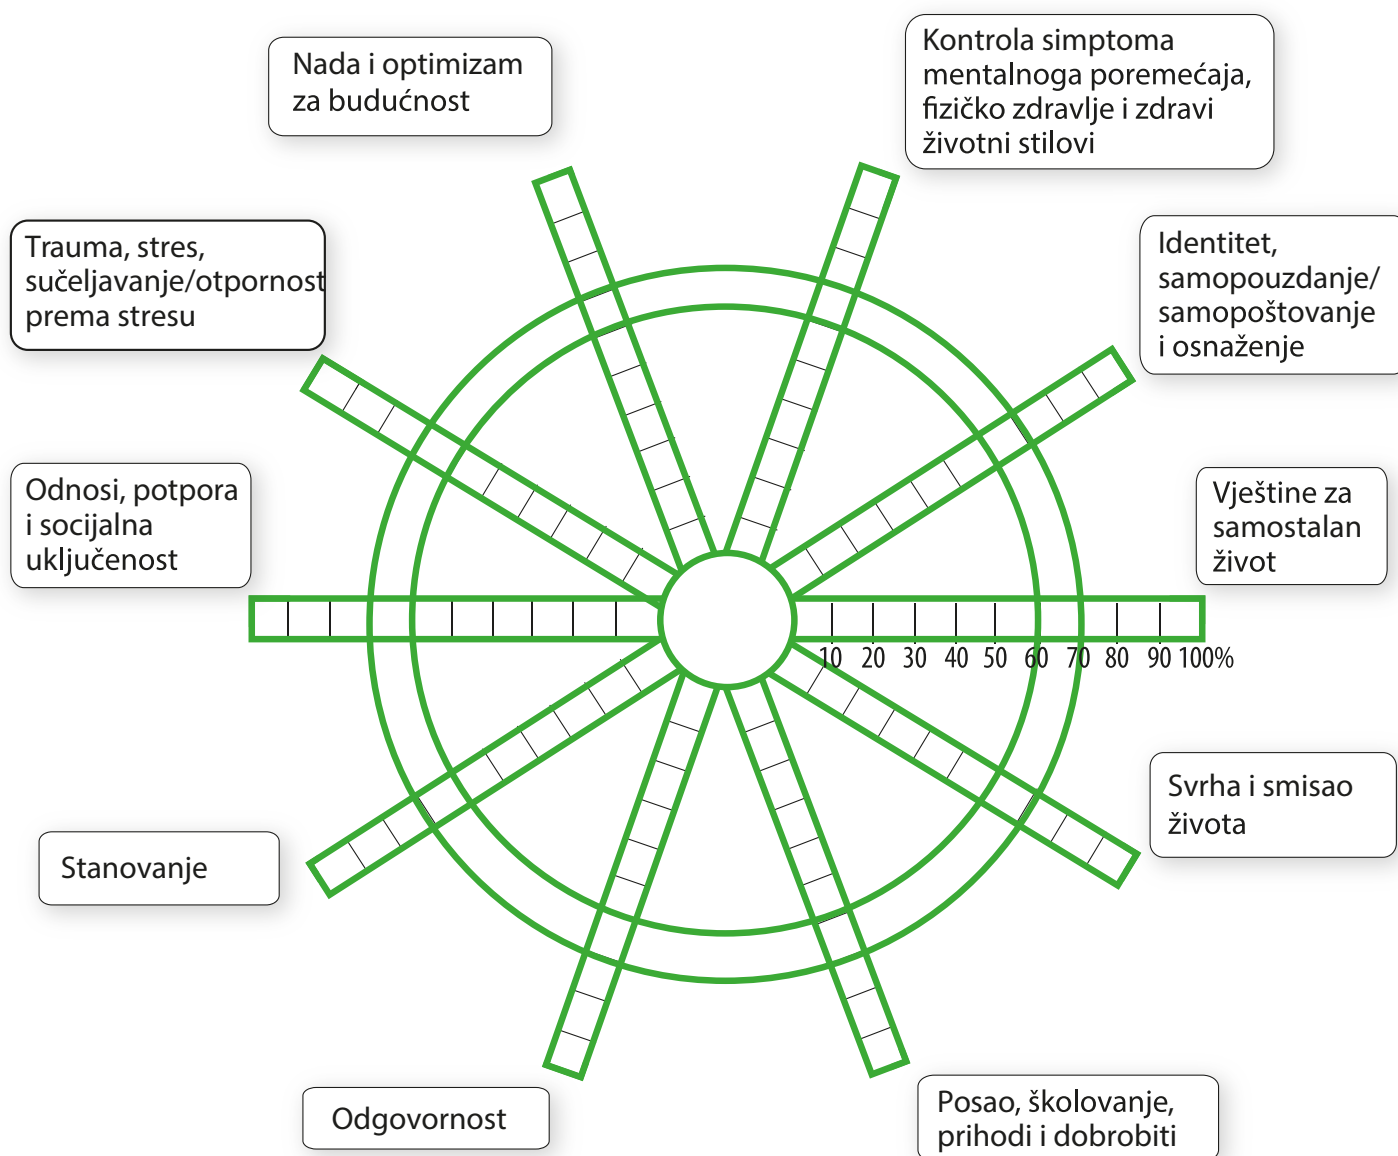 Nada i optimizam
za budućnost
Kontrola simptoma
mentalnoga poremećaja,
fizičko zdravlje i zdravi
životni stilovi
Trauma, stres,
sučeljavanje/otpornost
prema stresu
Identitet,
samopouzdanje/
samopoštovanje
i osnaženje
Odnosi, potpora
i socijalna
uključenost
Vještine za
samostalan
život
10 20 30 40 50 60 70 80 90 100%
Svrha i smisao
života
Stanovanje
Odgovornost
Posao, školovanje,
prihodi i dobrobiti